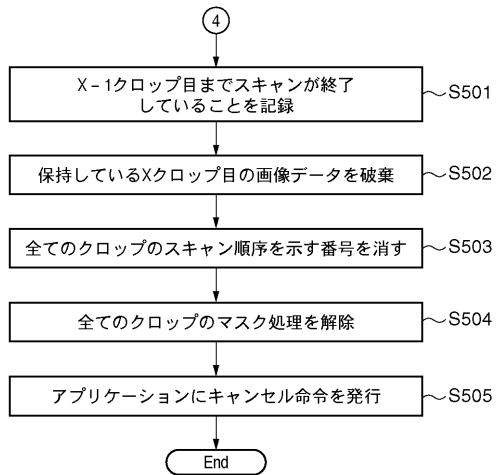 4
X－1クロップ目までスキャンが終了
していることを記録
S501
保持しているXクロップ目の画像データを破棄
S502
全てのクロップのスキャン順序を示す番号を消す
S503
全てのクロップのマスク処理を解除
S504
アプリケーションにキャンセル命令を発行
S505
End